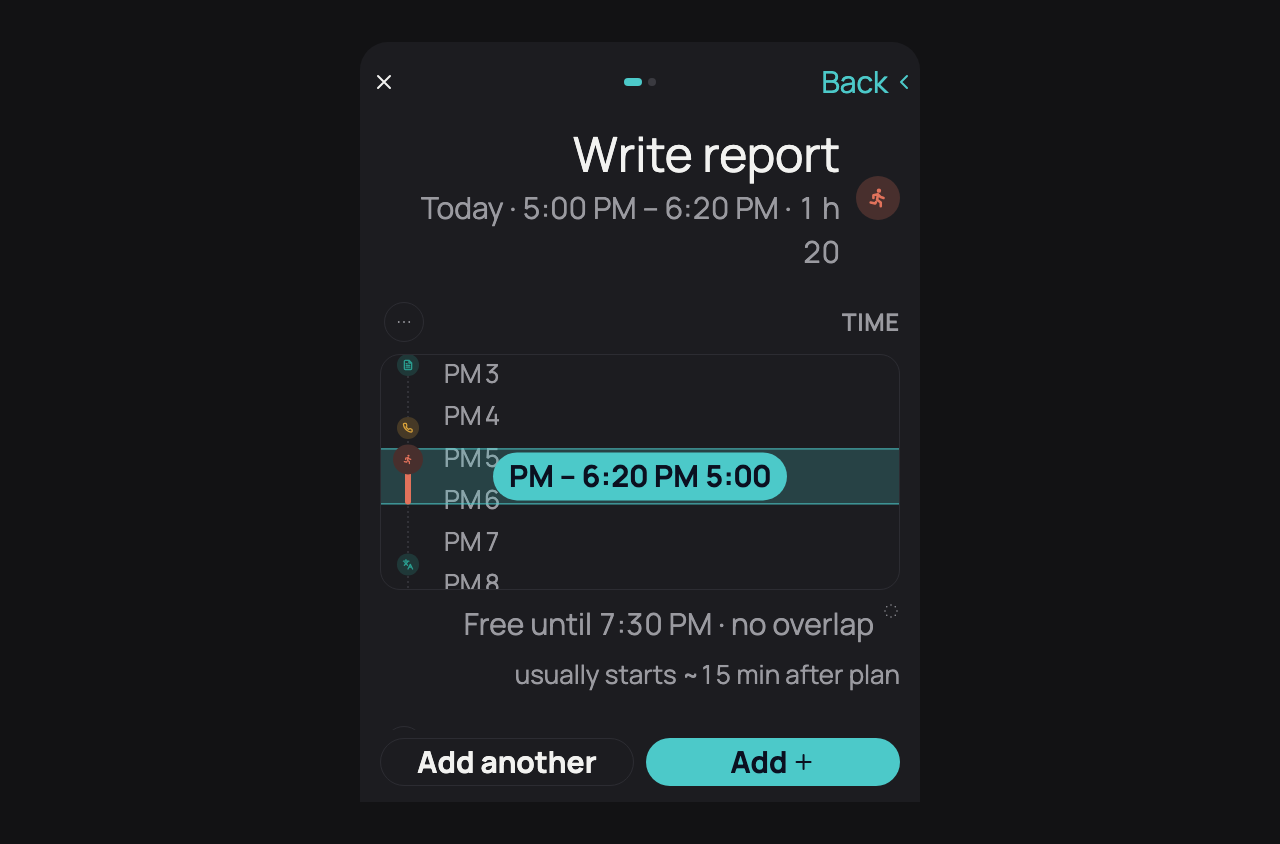 Back
Write report
Today · 5:00 PM – 6:20 PM · 1 h
20
TIME
PM 3
PM 4
PM 5
PM – 6:20 PM 5:00
PM 6
PM 7
PM 8
Free until 7:30 PM · no overlap
usually starts ~15 min after plan
Add another
Add +